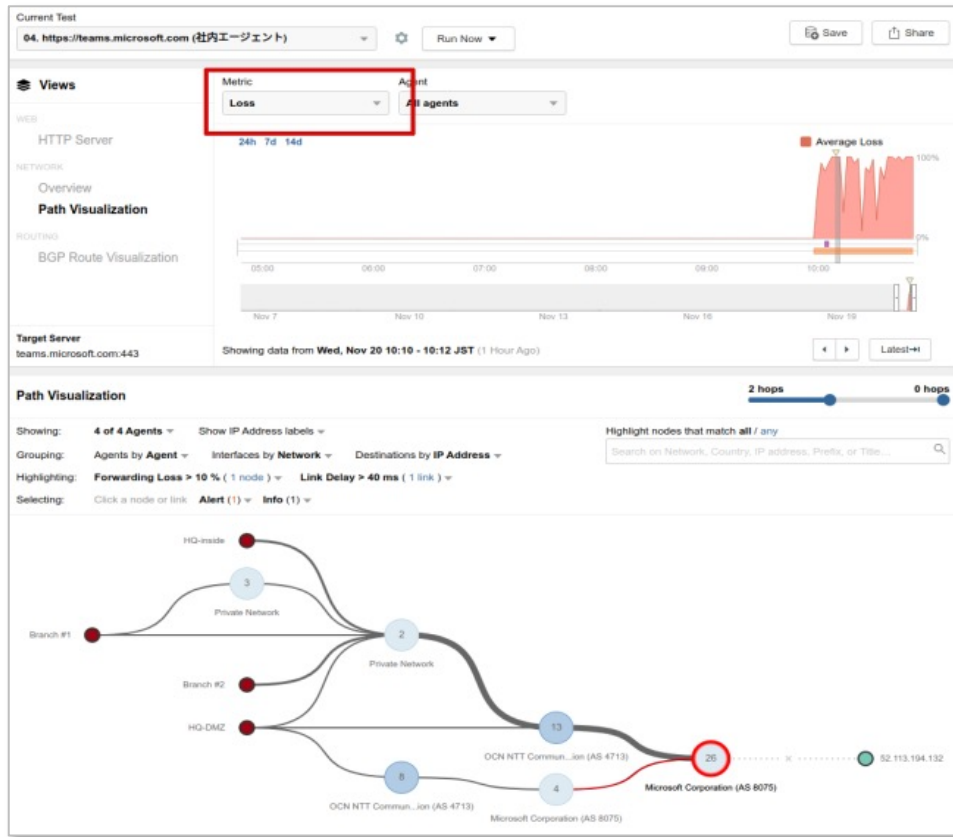 Current Test
04. https://teams.microsoft.com (社内エージェント)
Run Now
Save
Share
Views
Metric
Agent
Loss
All agents
WEB
HTTP Server
24h 7d 14d
Average Loss
100%
NETWORK
Overview
Path Visualization
ROUTING
BGP Route Visualization
0%
05:00 06:00 07:00 08:00 09:00 10:00
Nov 7 Nov 10 Nov 13 Nov 16 Nov 19
Target Server
teams.microsoft.com:443
Showing data from Wed, Nov 20 10:10 - 10:12 JST (1 Hour Ago)
Latest
Path Visualization
2 hops
0 hops
Showing: 4 of 4 Agents Show IP Address labels
Highlight nodes that match all / any
Grouping: Agents by Agent Interfaces by Network Destinations by IP Address
Search on Network, Country, IP address, Prefix, or Title...
Highlighting: Forwarding Loss > 10 % ( 1 node ) Link Delay > 40 ms ( 1 link )
Selecting: Click a node or link Alert (1) Info (1)
HQ-inside
3
Private Network
Branch #1
2
Private Network
Branch #2
HQ-DMZ
13
OCN NTT Commun...ion (AS 4713)
26
Microsoft Corporation (AS 8075)
52.113.194.132
8
OCN NTT Commun...ion (AS 4713)
4
Microsoft Corporation (AS 8075)